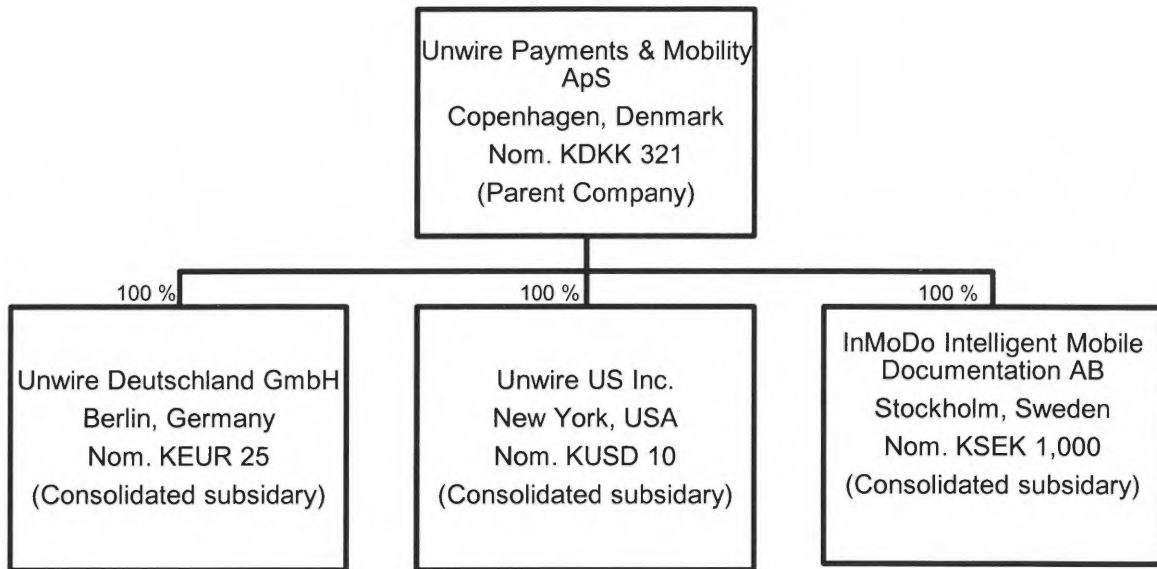 Unwire Payments & Mobility
ApS
Copenhagen, Denmark
Nom. KDKK 321
(Parent Company)
100 %
100 %
100 %
Unwire Deutschland GmbH
Berlin, Germany
Nom. KEUR 25
(Consolidated subsidary)
Unwire US Inc.
New York, USA
Nom. KUSD 10
(Consolidated subsidary)
InMoDo Intelligent Mobile
Documentation AB
Stockholm, Sweden
Nom. KSEK 1,000
(Consolidated subsidary)